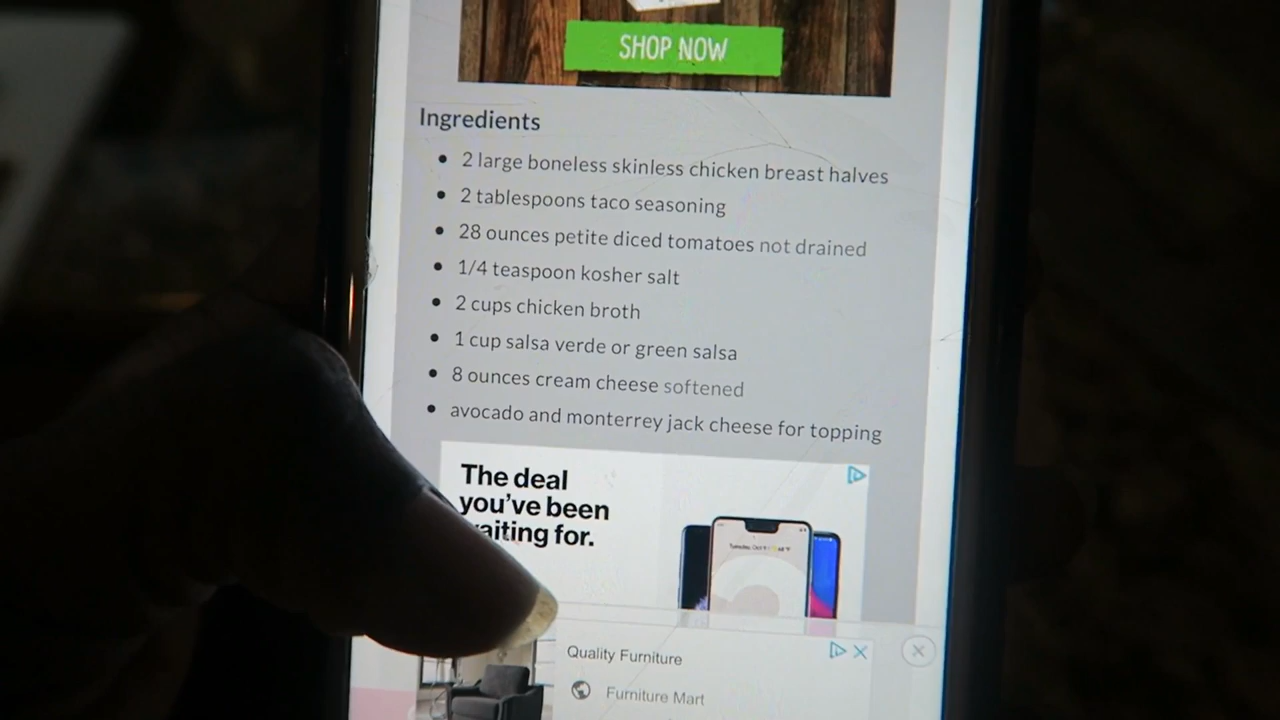 SHOP NOW
Ingredients
• 2 large boneless skinless chicken breast halves
• 2 tablespoons taco seasoning
• 28 ounces petite diced tomatoes not drained
• 1/4 teaspoon kosher salt
• 2 cups chicken broth
• 1 cup salsa verde or green salsa
• 8 ounces cream cheese softened
• avocado and monterrey jack cheese for topping
The deal
you've been
waiting for.
Quality Furniture
Furniture Mart